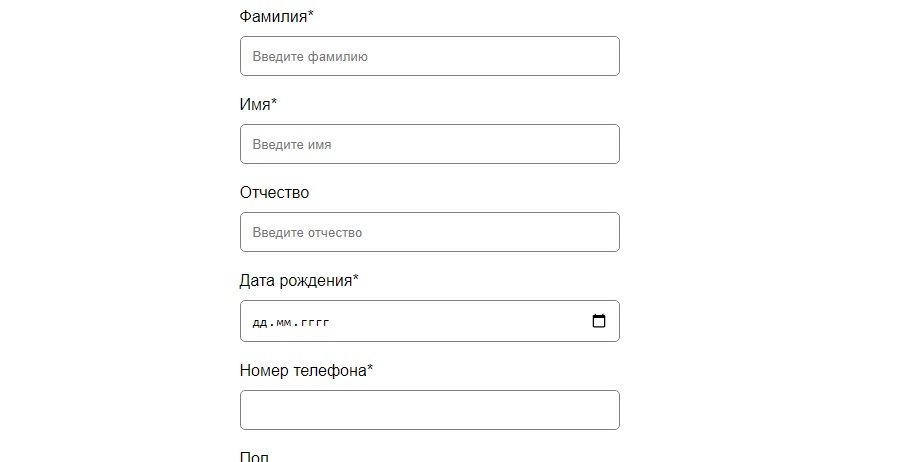 Фамилия*
Введите фамилию
Имя*
Введите имя
Отчество
Введите отчество
Дата рождения*
дд.мм.гггг
Номер телефона*
Пол